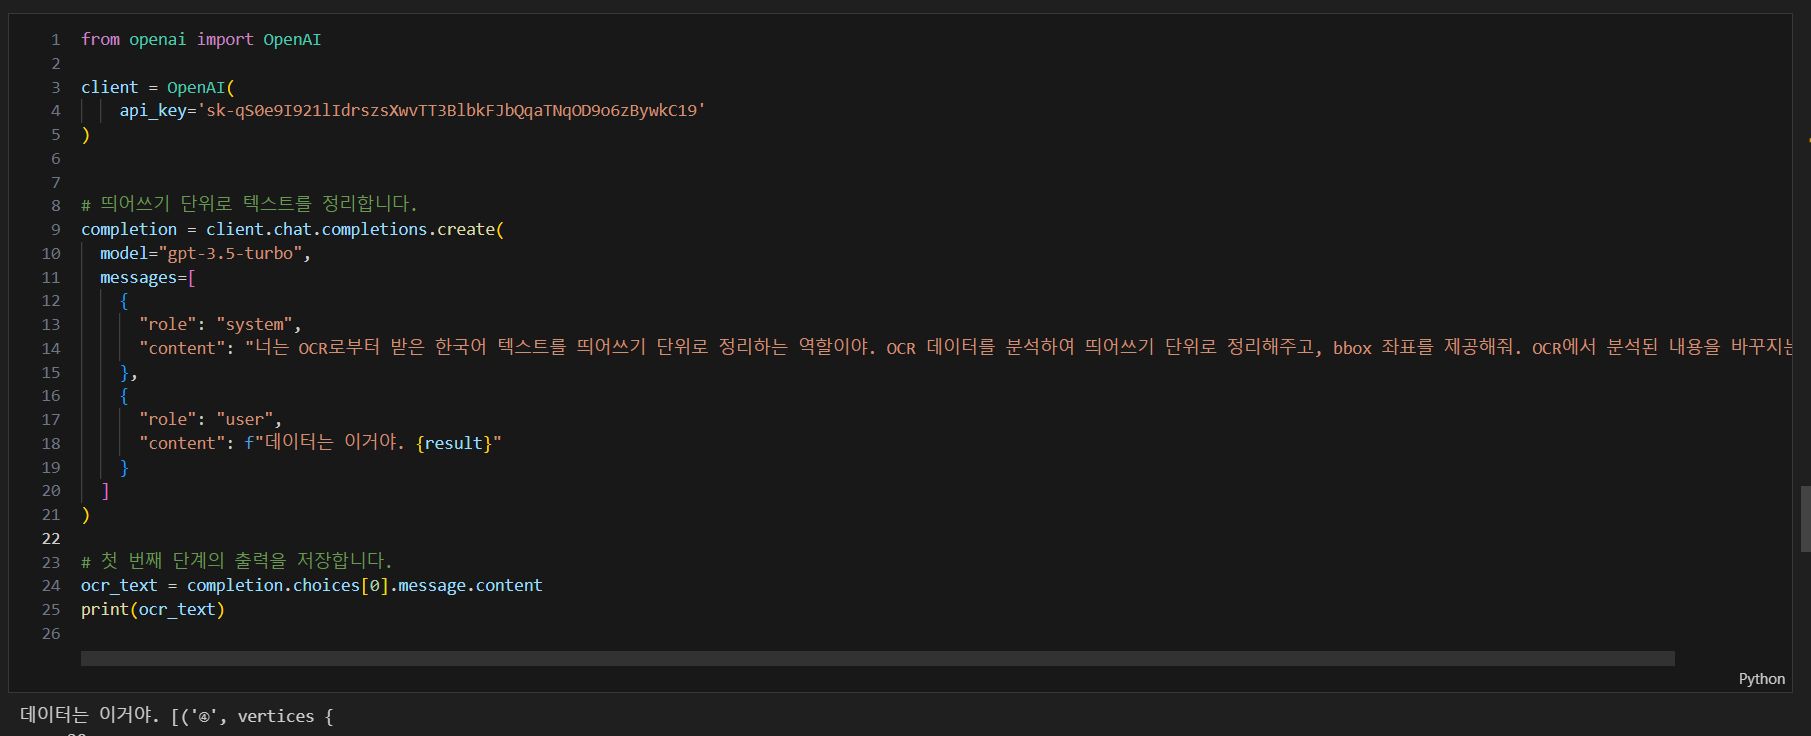 1 from openai import OpenAI
2
3 client = OpenAI(
4 api_key='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'
5 )
6
7
8 # 띄어쓰기 단위로 텍스트를 정리합니다.
9 completion = client.chat.completions.create(
10 model="gpt-3.5-turbo",
11 messages=[
12 {
13 "role": "system",
14 "content": "너는 OCR로부터 받은 한국어 텍스트를 띄어쓰기 단위로 정리하는 역할이야. OCR 데이터를 분석하여 띄어쓰기 단위로 정리해주고, bbox 좌표를 제공해줘. OCR에서 분석된 내용을 바꾸지는
15 },
16 {
17 "role": "user",
18 "content": f"데이터는 이거야. {result}"
19 }
20 ]
21 )
22
23 # 첫 번째 단계의 출력을 저장합니다.
24 ocr_text = completion.choices[0].message.content
25 print(ocr_text)
26
Python
데이터는 이거야. [('④', vertices {